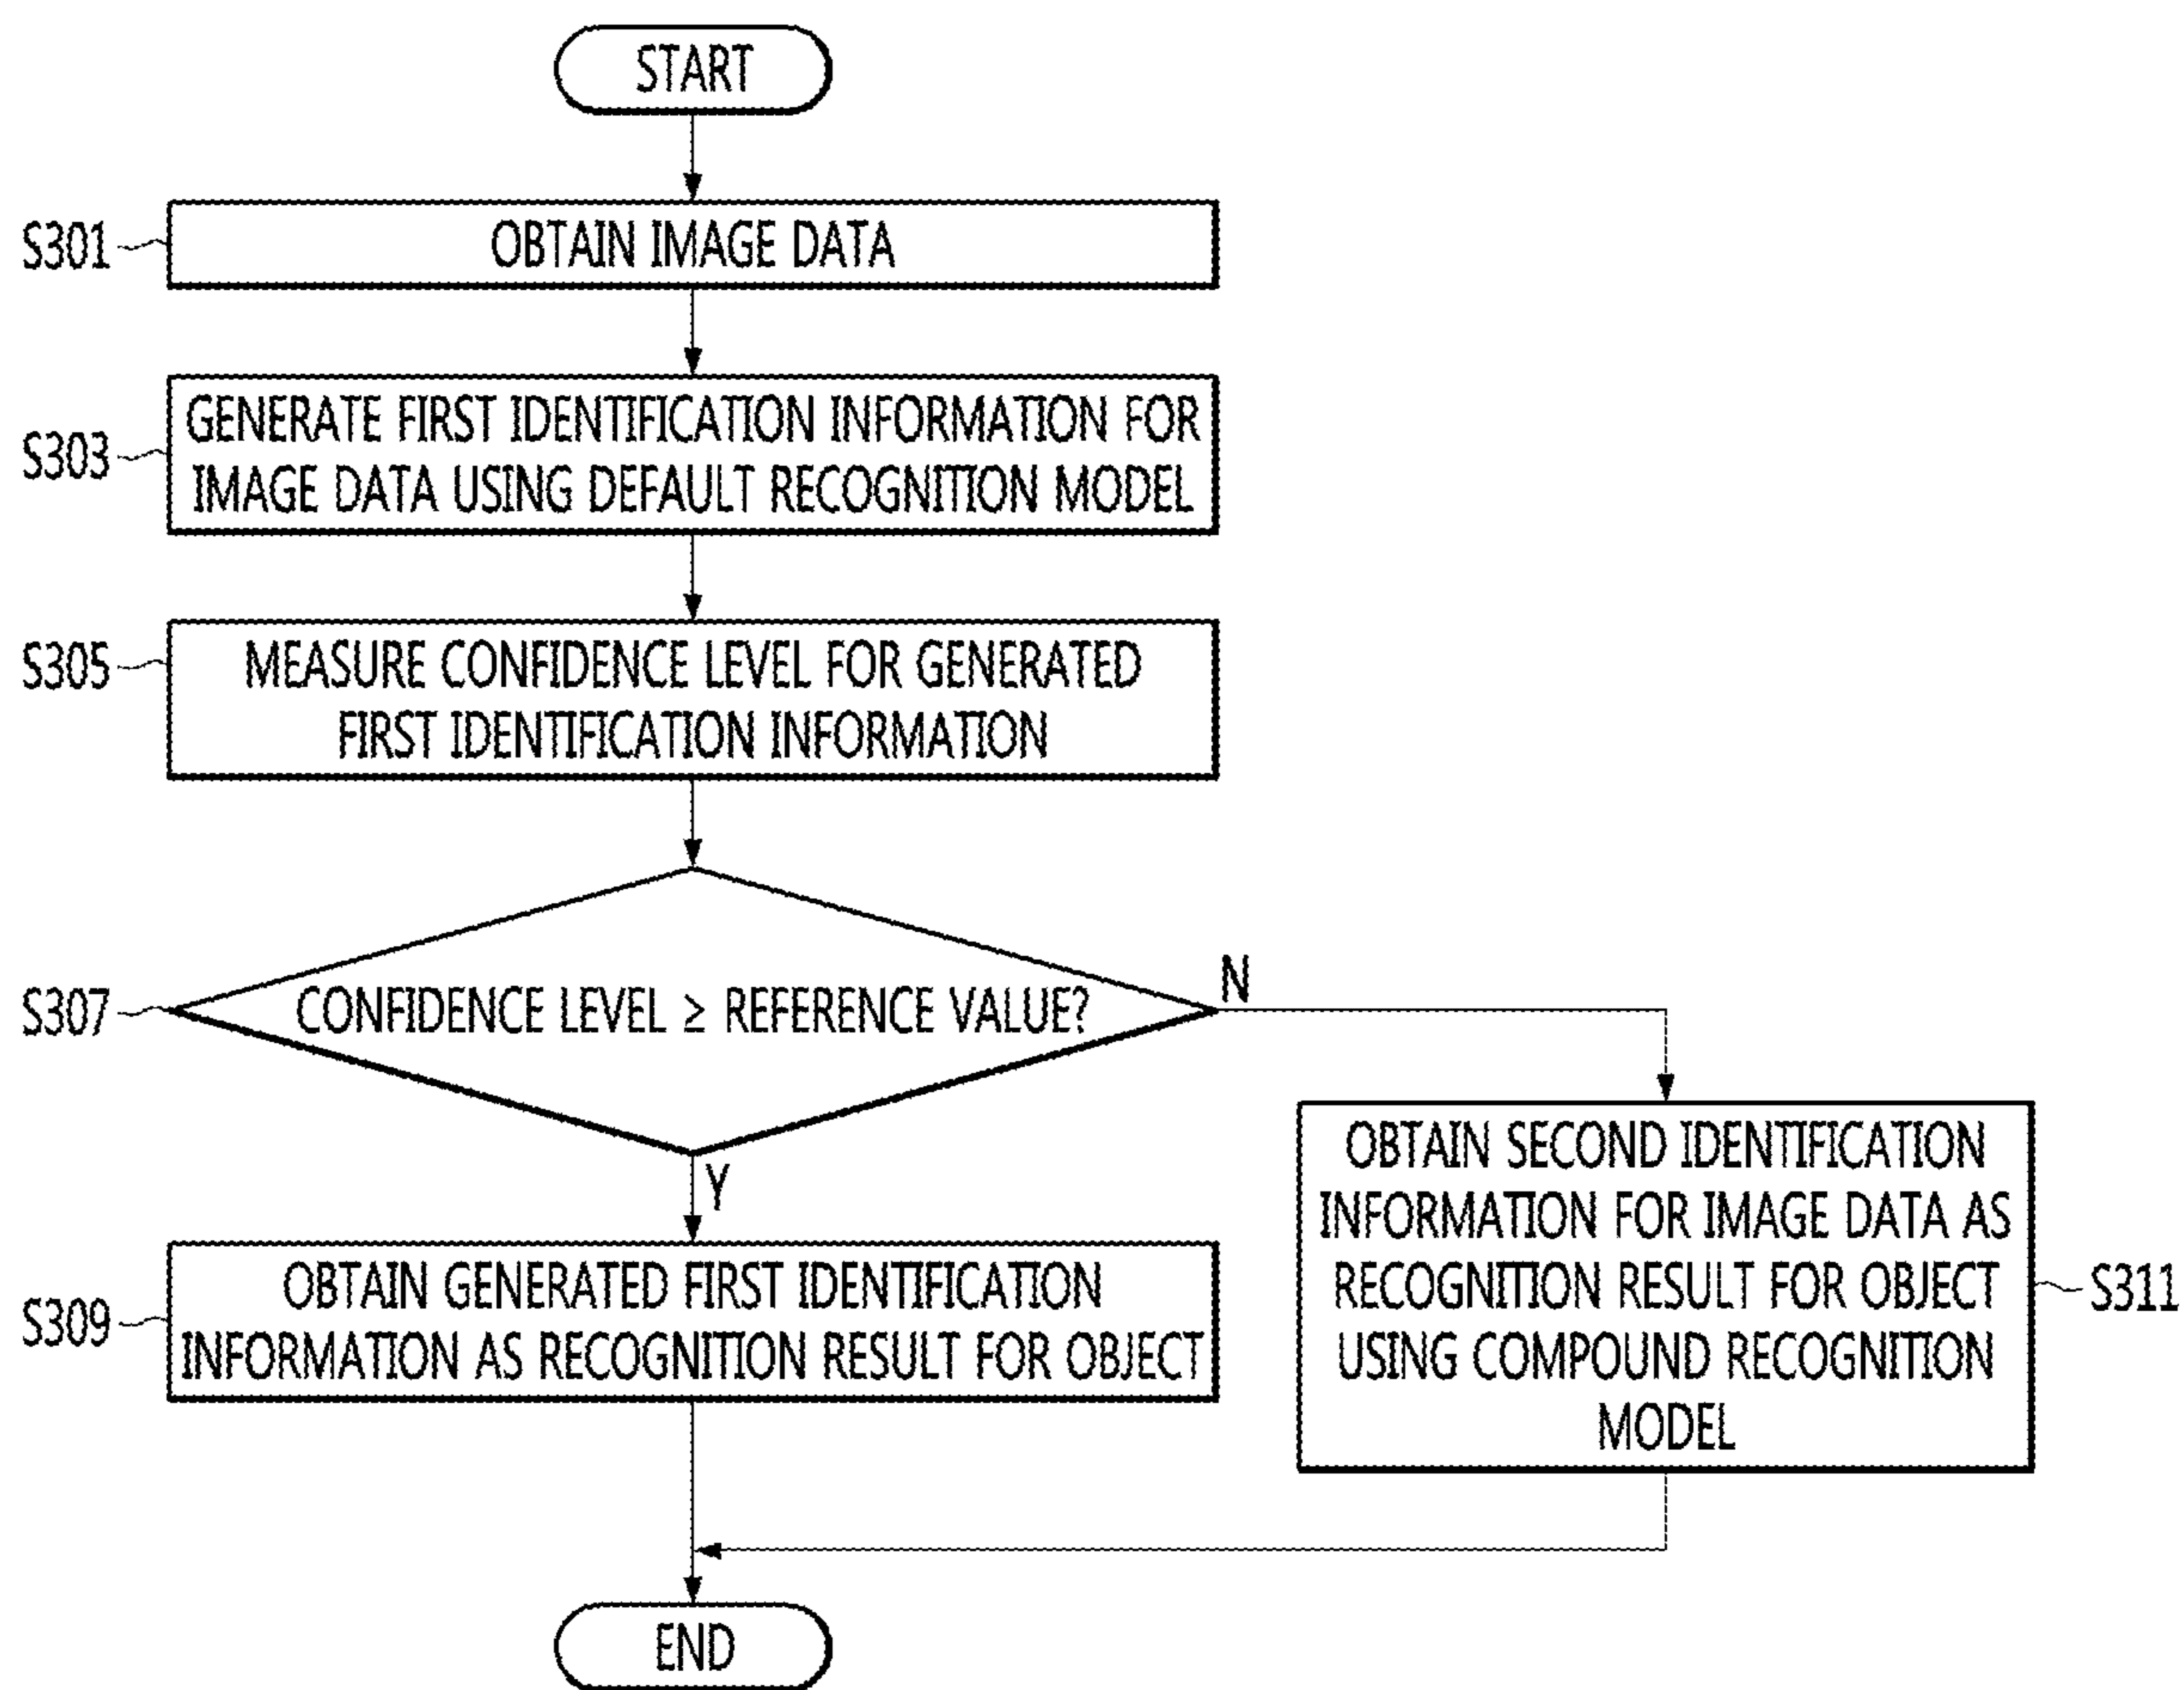 START
S301
OBTAIN IMAGE DATA
S303
GENERATE FIRST IDENTIFICATION INFORMATION FOR
IMAGE DATA USING DEFAULT RECOGNITION MODEL
S305
MEASURE CONFIDENCE LEVEL FOR GENERATED
FIRST IDENTIFICATION INFORMATION
S307
CONFIDENCE LEVEL ≥ REFERENCE VALUE?
N
Y
S309
OBTAIN GENERATED FIRST IDENTIFICATION
INFORMATION AS RECOGNITION RESULT FOR OBJECT
OBTAIN SECOND IDENTIFICATION
INFORMATION FOR IMAGE DATA AS
RECOGNITION RESULT FOR OBJECT
USING COMPOUND RECOGNITION
MODEL
S311
END